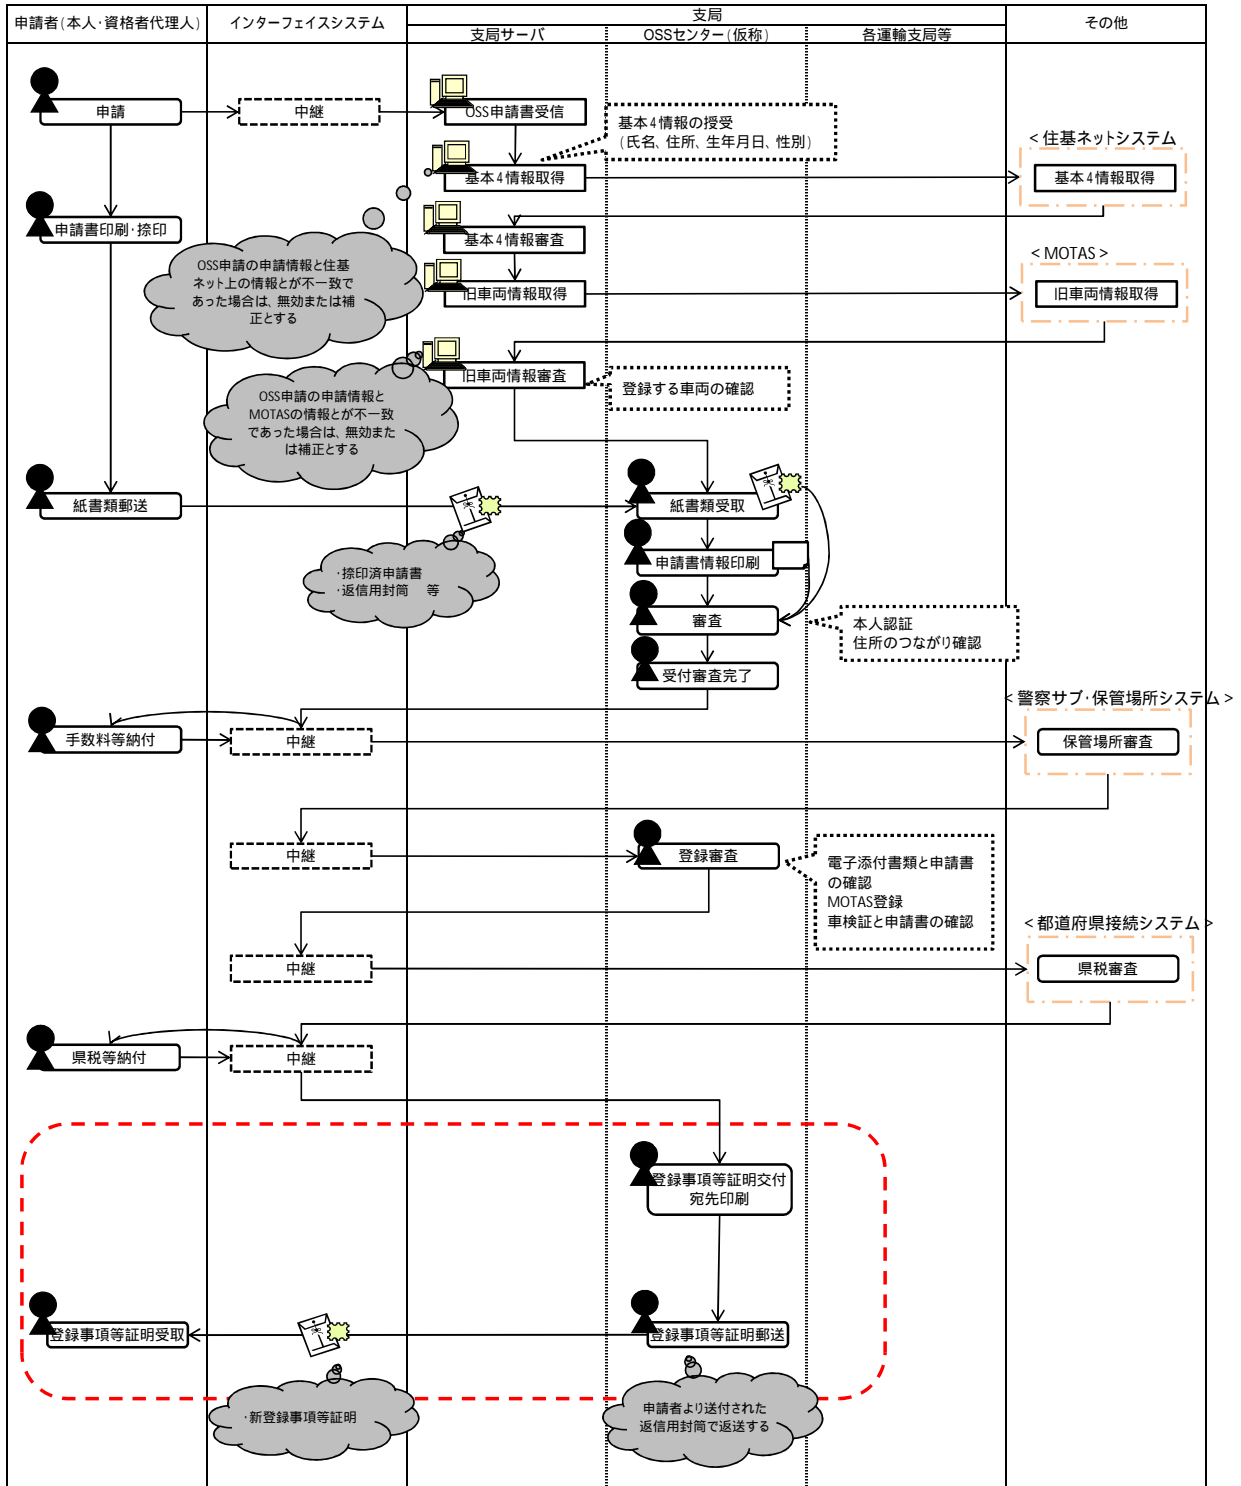 申請者(本人･資格者代理人)
インターフェイスシステム
支局
支局サーバ
OSSセンター(仮称)
各運輸支局等
その他
申請
中継
OSS申請書受信
基本4情報の授受
(氏名、住所、生年月日、性別)
<住基ネットシステム
基本4情報取得
基本4情報取得
申請書印刷･捺印
基本4情報審査
OSS申請の申請情報と住基
ネット上の情報とが不一致で
あった場合は、無効または補
正とする
<MOTAS>
旧車両情報取得
旧車両情報取得
旧車両情報審査
登録する車両の確認
OSS申請の申請情報と
MOTASの情報とが不一致
であった場合は、無効また
は補正とする
紙書類郵送
紙書類受取
申請書情報印刷
･捺印済申請書
･返信用封筒 等
審査
本人認証
住所のつながり確認
受付審査完了
<警察サブ･保管場所システム>
手数料等納付
中継
保管場所審査
中継
登録審査
電子添付書類と申請書
の確認
MOTAS登録
車検証と申請書の確認
<都道府県接続システム>
中継
県税審査
県税等納付
中継
登録事項等証明交付
宛先印刷
登録事項等証明受取
登録事項等証明郵送
･新登録事項等証明
申請者より送付された
返信用封筒で返送する